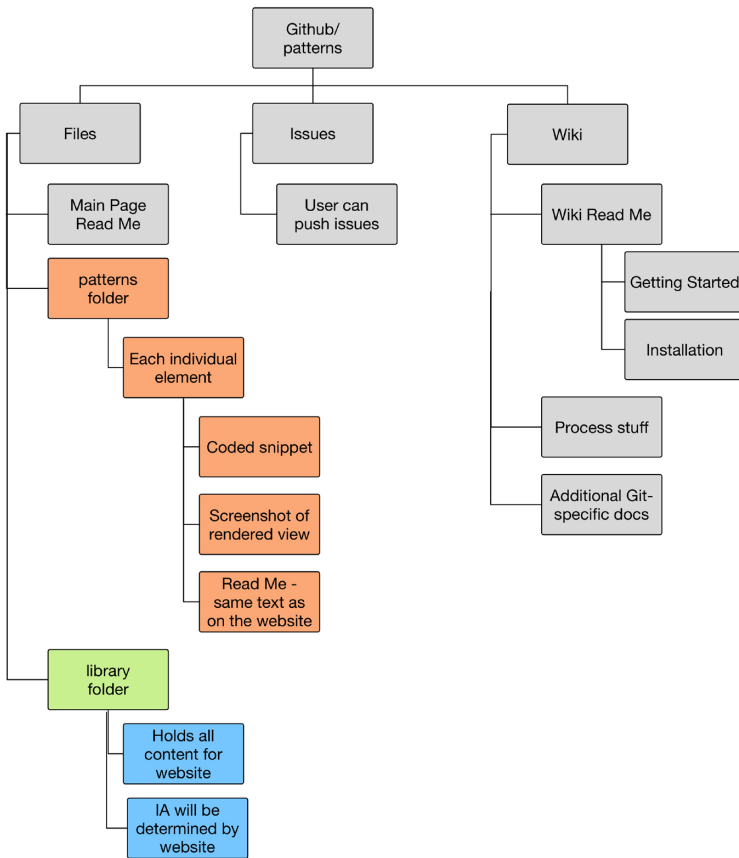 Github/
patterns
Files
Issues
Wiki
Main Page
Read Me
User can
push issues
Wiki Read Me
patterns
folder
Getting Started
Installation
Each individual
element
Coded snippet
Process stuff
Screenshot of
rendered view
Additional Git-
specific docs
Read Me -
same text as
on the website
library
folder
Holds all
content for
website
IA will be
determined by
website